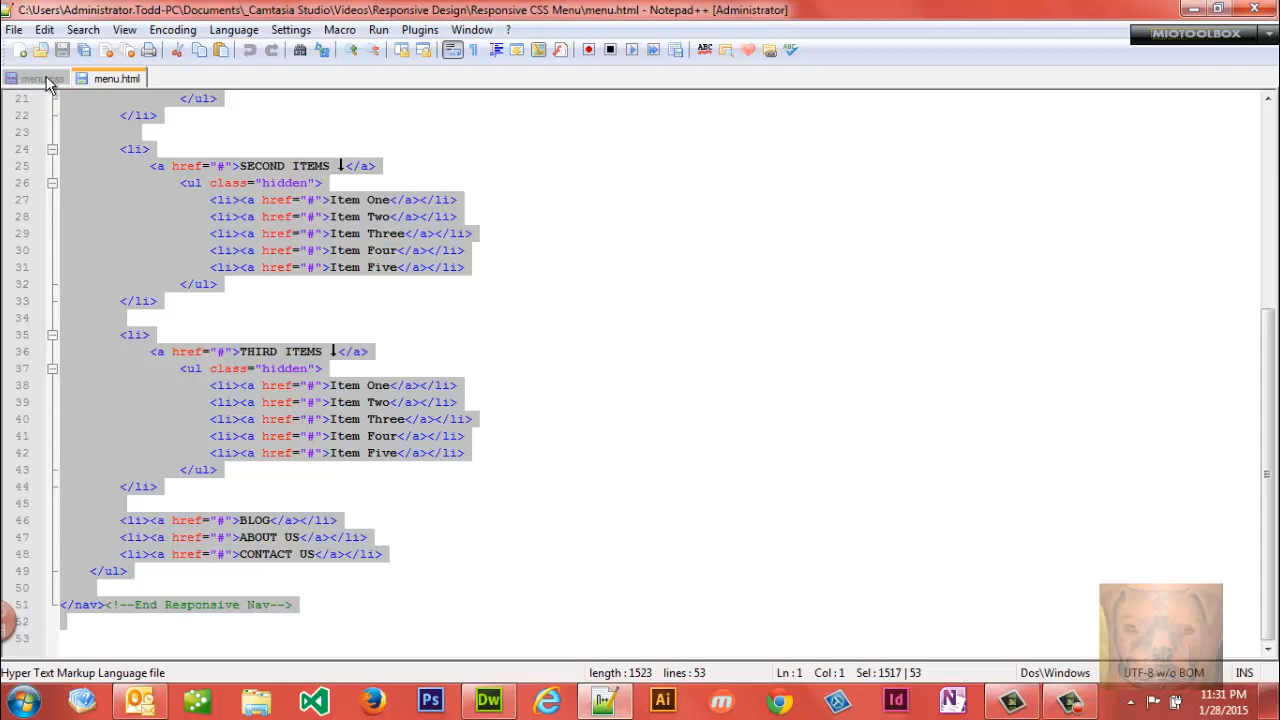 C:\Users\Administrator.Todd-PC\Documents\_Camtasia Studio\Videos\Responsive Design\Responsive CSS Menu\menu.html - Notepad++ [Administrator]
File Edit Search View Encoding Language Settings Macro Run Plugins Window ?
MIOTOOLBOX
menu.css menu.html
21 </ul>
22 </li>
23
24 <li>
25 <a href="#">SECOND ITEMS ↓</a>
26 <ul class="hidden">
27 <li><a href="#">Item One</a></li>
28 <li><a href="#">Item Two</a></li>
29 <li><a href="#">Item Three</a></li>
30 <li><a href="#">Item Four</a></li>
31 <li><a href="#">Item Five</a></li>
32 </ul>
33 </li>
34
35 <li>
36 <a href="#">THIRD ITEMS ↓</a>
37 <ul class="hidden">
38 <li><a href="#">Item One</a></li>
39 <li><a href="#">Item Two</a></li>
40 <li><a href="#">Item Three</a></li>
41 <li><a href="#">Item Four</a></li>
42 <li><a href="#">Item Five</a></li>
43 </ul>
44 </li>
45
46 <li><a href="#">BLOG</a></li>
47 <li><a href="#">ABOUT US</a></li>
48 <li><a href="#">CONTACT US</a></li>
49 </ul>
50
51 </nav><!--End Responsive Nav-->
52
53
Hyper Text Markup Language file length : 1523 lines : 53 Ln : 1 Col : 1 Sel : 1517 | 53 Dos\Windows UTF-8 w/o BOM INS
Ps Dw Ai Id
11:31 PM
1/28/2015